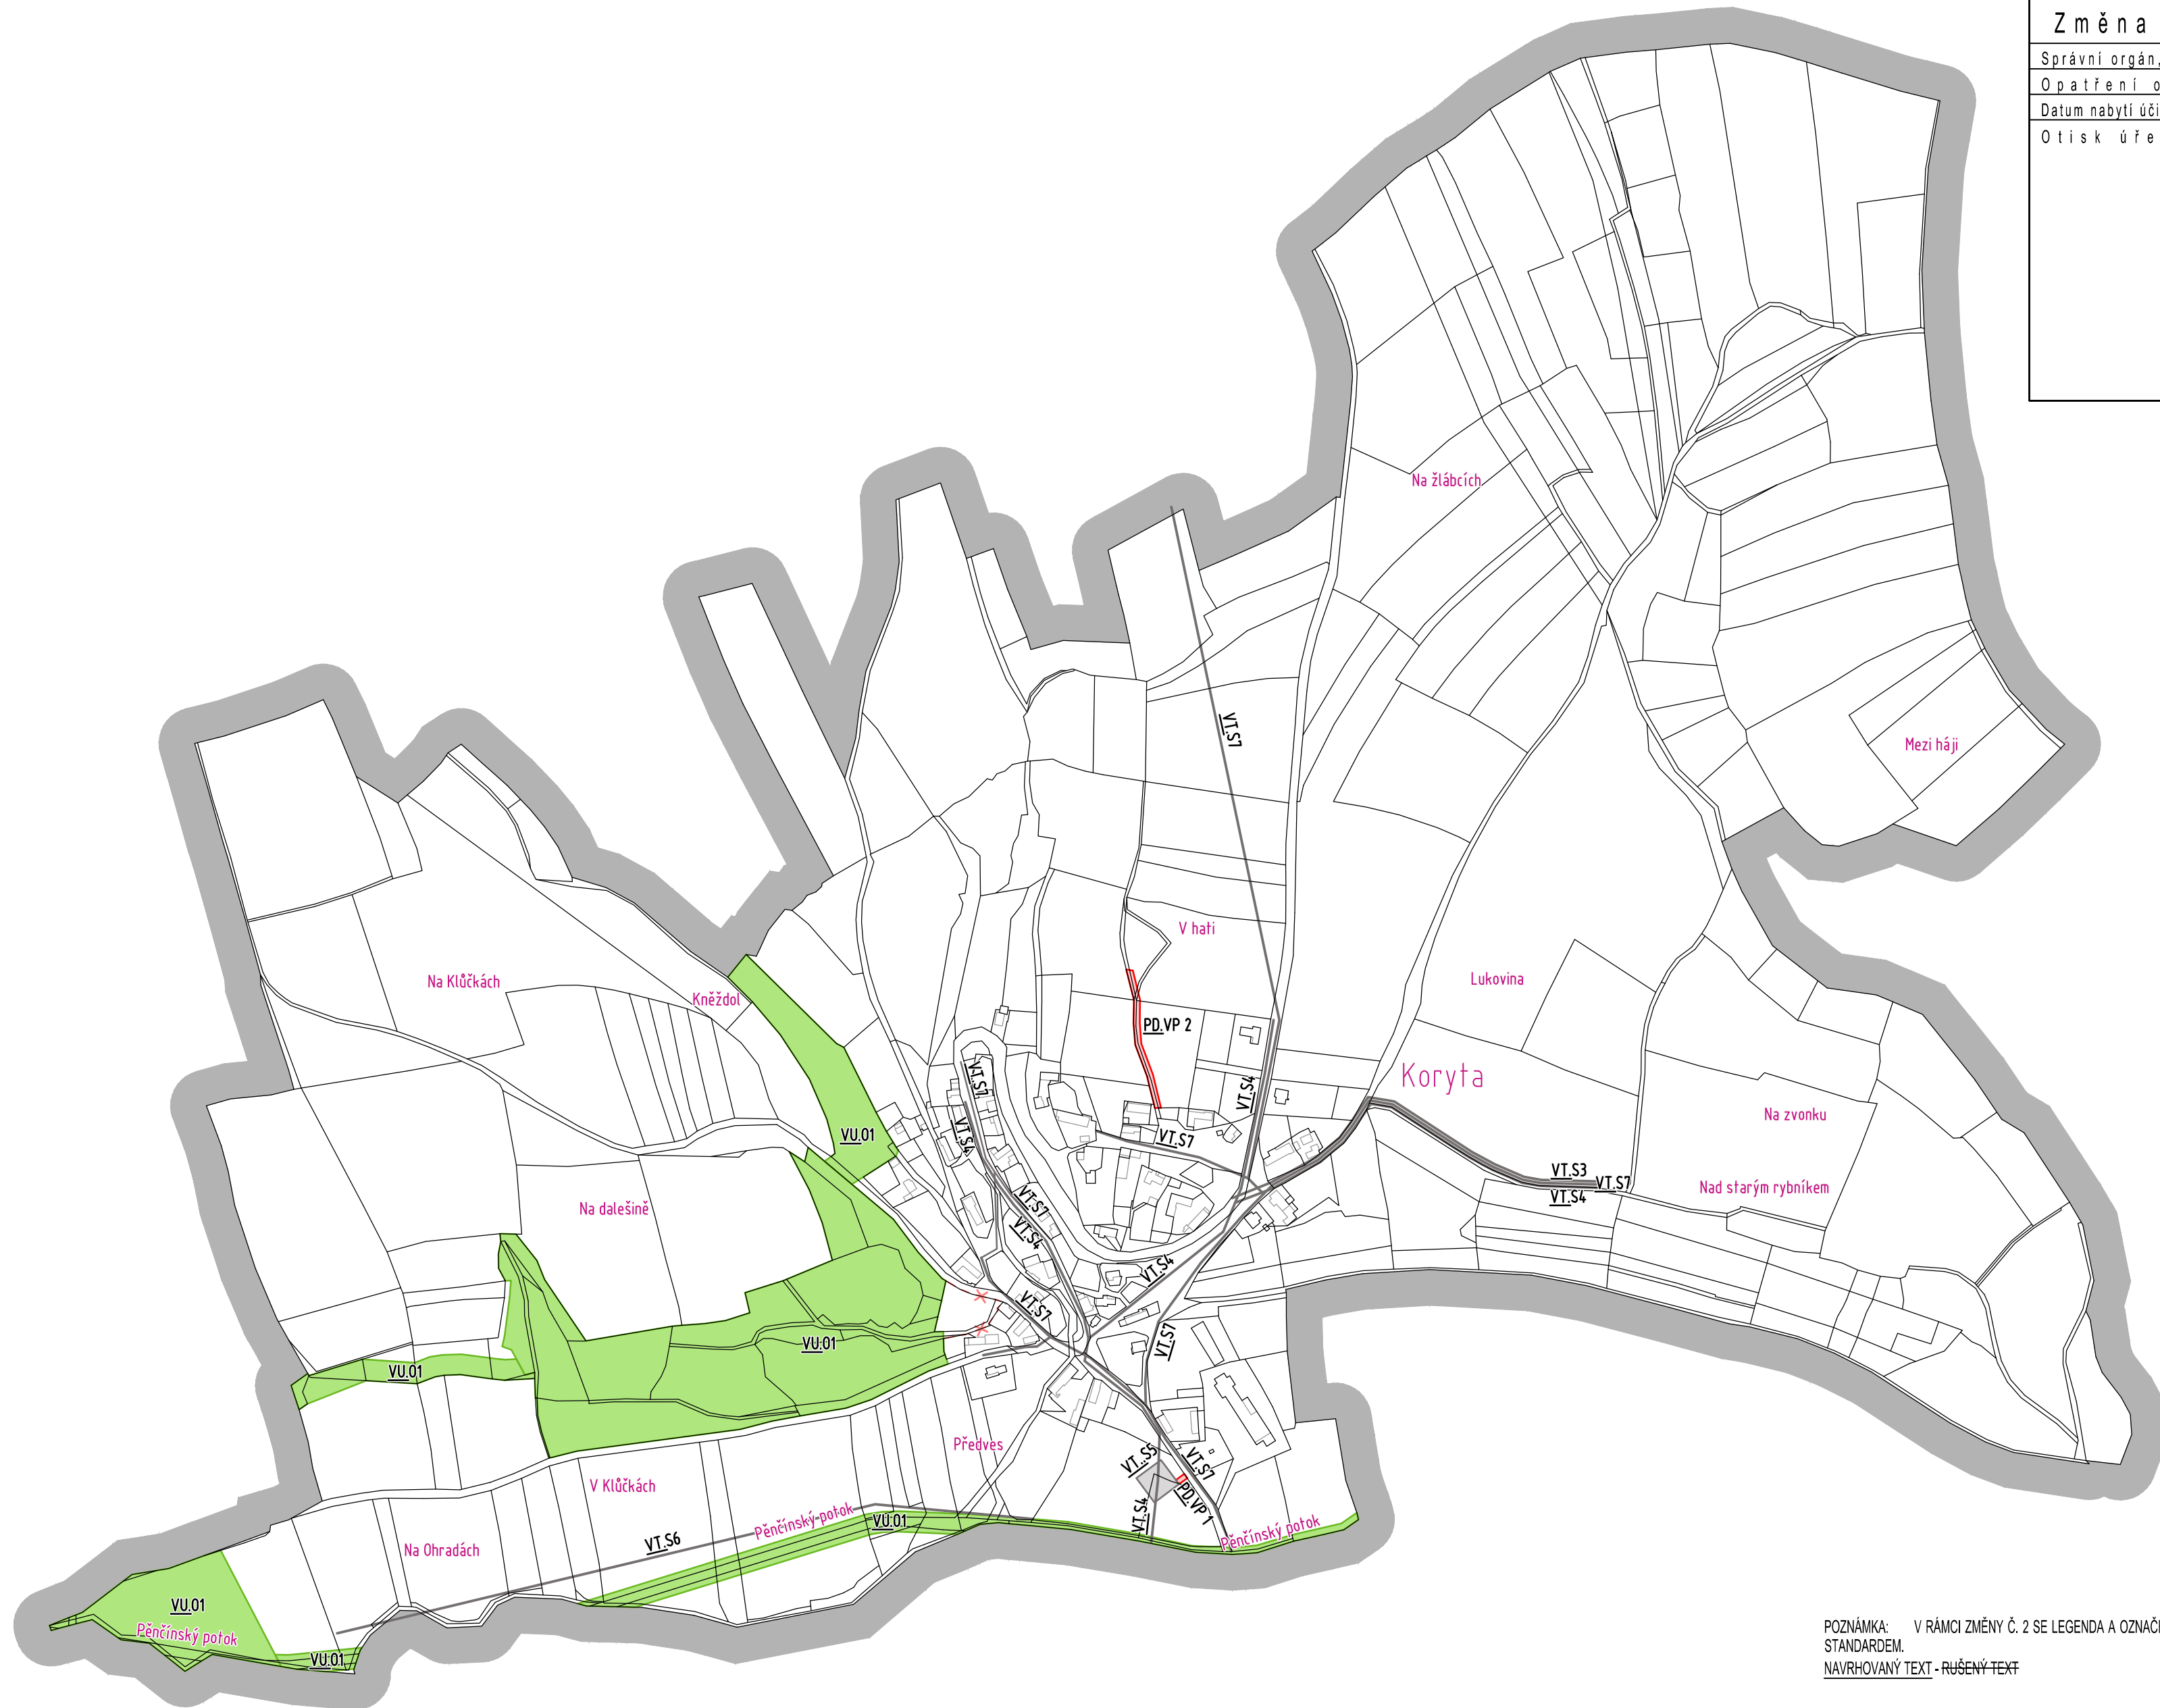 Změna
Správní orgán,
Opatření o
Datum nabytí úči
Otisk úře
Na žlábcích
VT.S7
Mezi háji
V hati
Na Klůčkách
Kněždol
Lukovina
PD.VP 2
Koryta
VT.S7
VT.S4
Na zvonku
VU.01
VT.S4
VT.S7
VT.S3
VT.S7
VT.S4
Nad starým rybníkem
Na dalešině
VT.S7
VT.S4
VT.S4
VT.S7
VU.01
VT.S7
VU.01
Předves
VT.S5
VT.S7
V Klůčkách
PD.VP 1
VT.S4
Pěnčínský potok
VU.01
Pěnčínský potok
VT.S6
Na Ohradách
VU.01
Pěnčínský potok
VU.01
POZNÁMKA: V RÁMCI ZMĚNY Č. 2 SE LEGENDA A OZNAČE
STANDARDEM.
NAVRHOVANÝ TEXT - RUŠENÝ TEXT